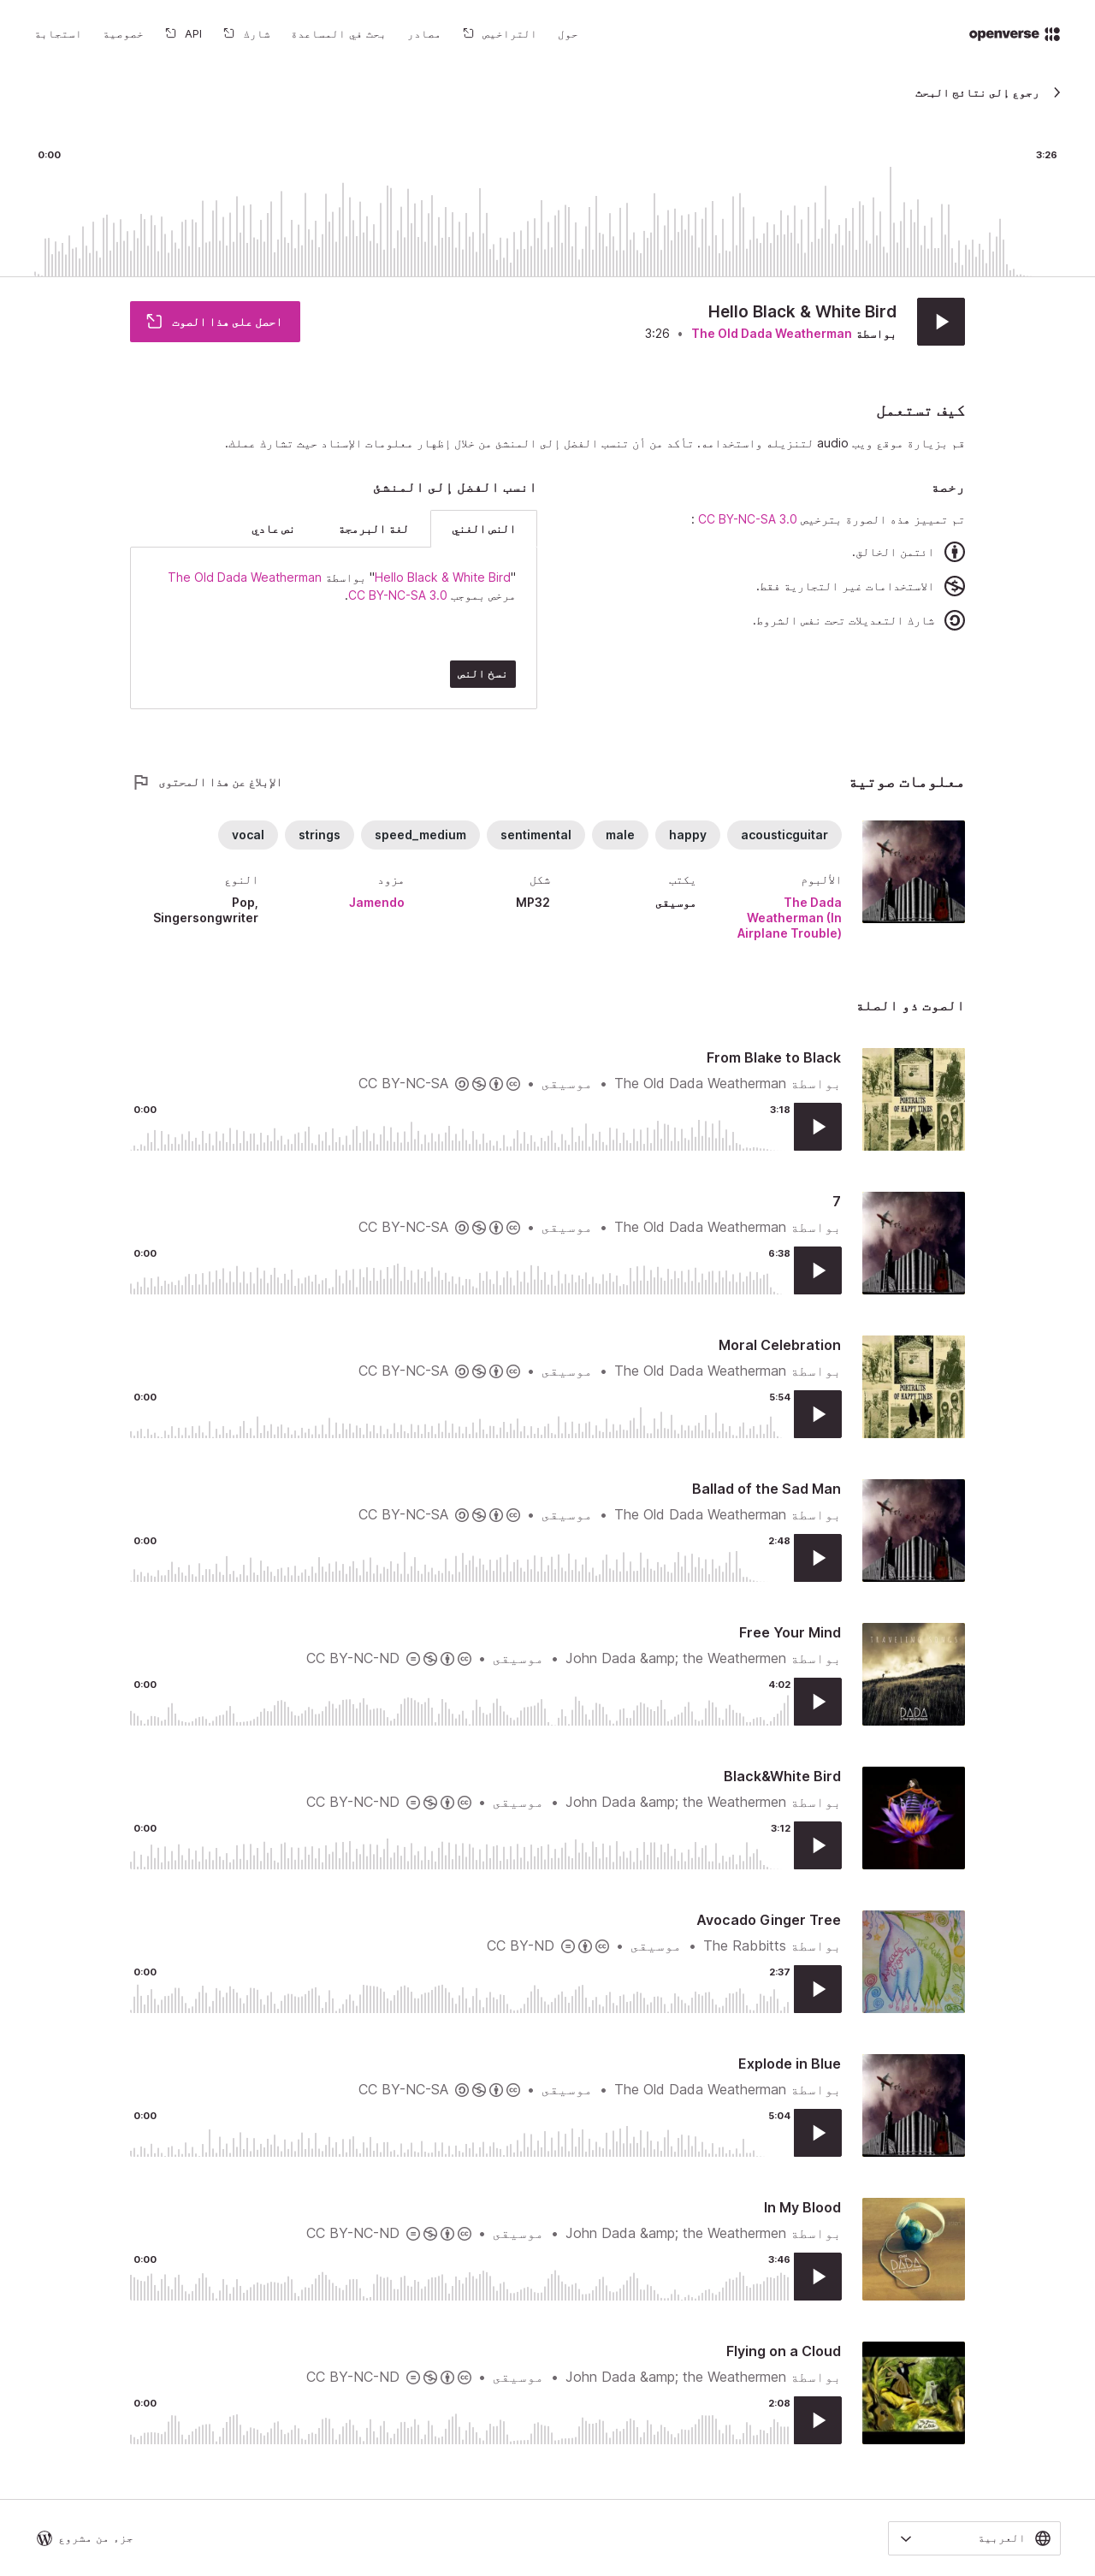 openverse
حول
التراخيص
مصادر
بحث في المساعدة
شارك
API
خصوصية
استجابة
رجوع إلى نتائج البحث
3:26
0:00
Hello Black & White Bird
بواسطة The Old Dada Weatherman • 3:26
احصل على هذا الصوت
كيف تستعمل
قم بزيارة موقع ويب audio لتنزيله واستخدامه. تأكد من أن تنسب الفضل إلى المنشئ من خلال إظهار معلومات الإسناد حيث تشارك عملك.
رخصة
تم تمييز هذه الصورة بترخيص CC BY-NC-SA 3.0 :
ائتمن الخالق.
الاستخدامات غير التجارية فقط.
شارك التعديلات تحت نفس الشروط.
انسب الفضل إلى المنشئ
النص الغني
لغة البرمجة
نص عادي
"Hello Black & White Bird" بواسطة The Old Dada Weatherman
مرخص بموجب CC BY-NC-SA 3.0.
نسخ النص
معلومات صوتية
الإبلاغ عن هذا المحتوى
acousticguitar
happy
male
sentimental
speed_medium
strings
vocal
الألبوم
The Dada
Weatherman (In
Airplane Trouble)
يكتب
موسيقى
شكل
MP32
مزود
Jamendo
النوع
Pop,
Singersongwriter
الصوت ذو الصلة
From Blake to Black
بواسطة The Old Dada Weatherman • موسيقى • CC BY-NC-SA
3:18
0:00
7
بواسطة The Old Dada Weatherman • موسيقى • CC BY-NC-SA
6:38
0:00
Moral Celebration
بواسطة The Old Dada Weatherman • موسيقى • CC BY-NC-SA
5:54
0:00
Ballad of the Sad Man
بواسطة The Old Dada Weatherman • موسيقى • CC BY-NC-SA
2:48
0:00
Free Your Mind
بواسطة John Dada &amp; the Weathermen • موسيقى • CC BY-NC-ND
4:02
0:00
Black&White Bird
بواسطة John Dada &amp; the Weathermen • موسيقى • CC BY-NC-ND
3:12
0:00
Avocado Ginger Tree
بواسطة The Rabbitts • موسيقى • CC BY-ND
2:37
0:00
Explode in Blue
بواسطة The Old Dada Weatherman • موسيقى • CC BY-NC-SA
5:04
0:00
In My Blood
بواسطة John Dada &amp; the Weathermen • موسيقى • CC BY-NC-ND
3:46
0:00
Flying on a Cloud
بواسطة John Dada &amp; the Weathermen • موسيقى • CC BY-NC-ND
2:08
0:00
العربية
جزء من مشروع